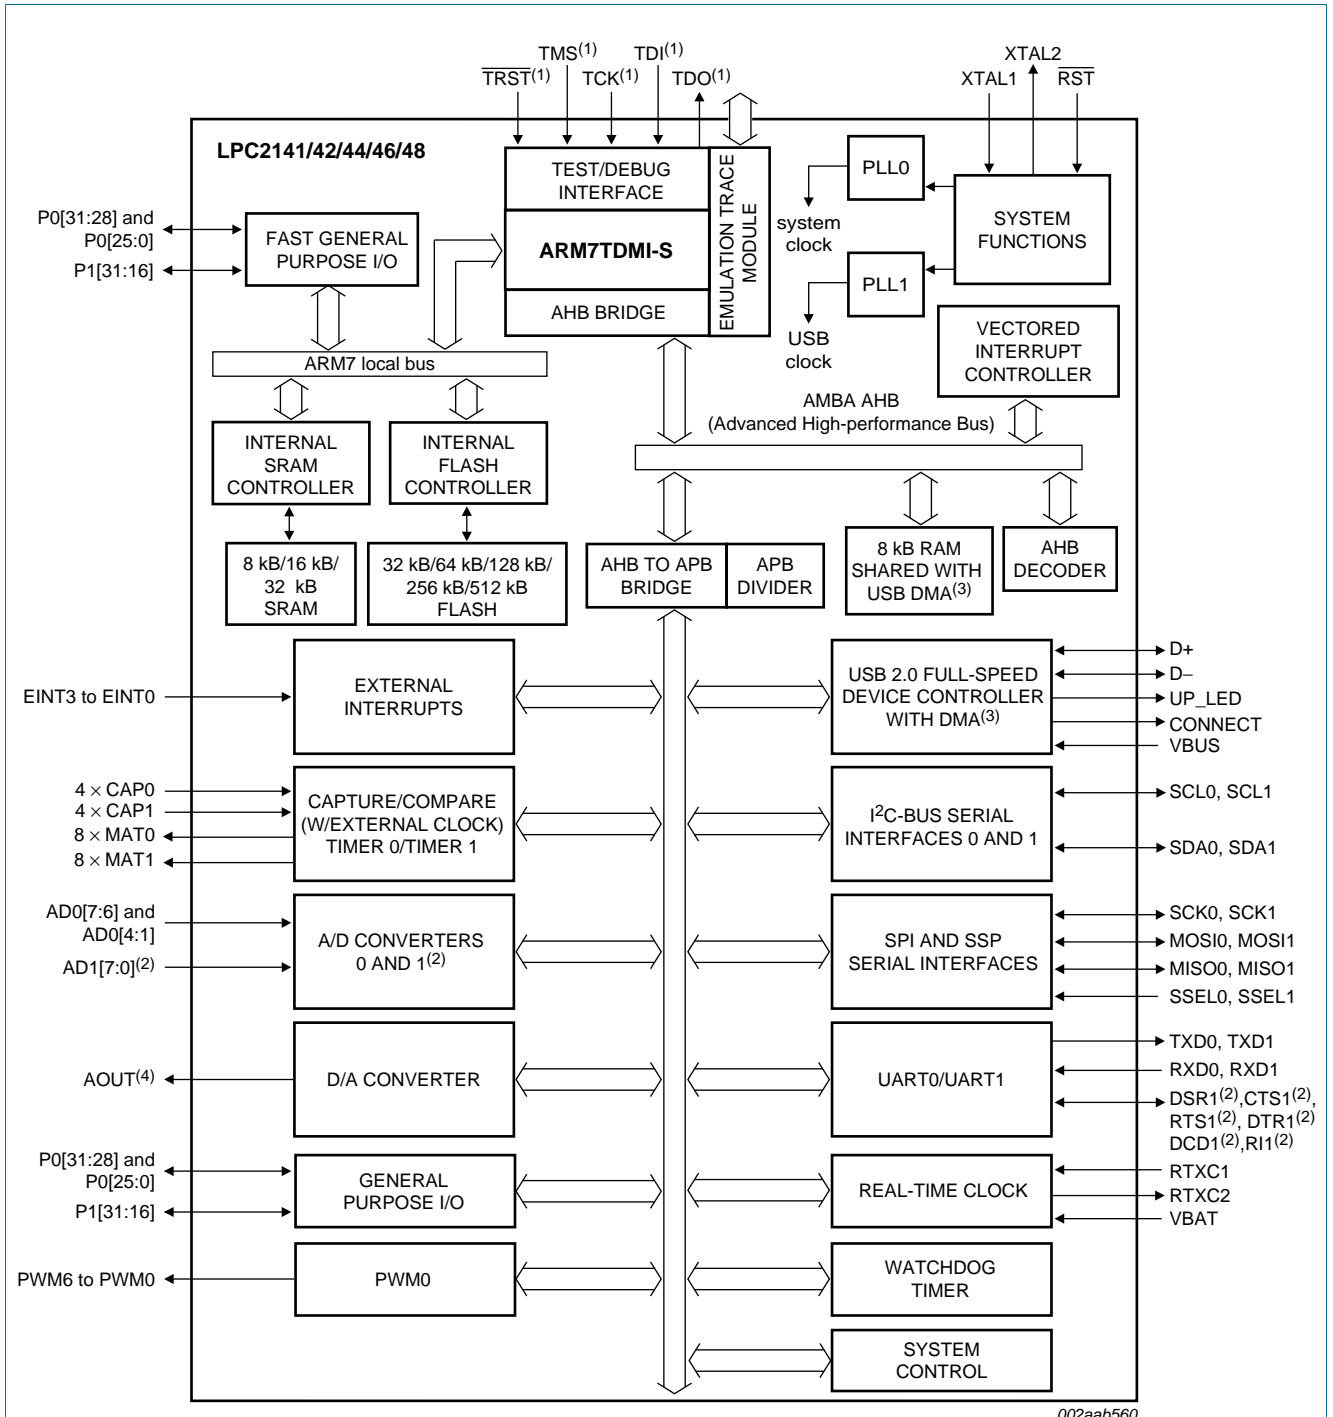 TMS(1)
TDI(1)
TRST(1)
TCK(1)
TDO(1)
XTAL2
XTAL1
RST
LPC2141/42/44/46/48
TEST/DEBUG
INTERFACE
ARM7TDMI-S
AHB BRIDGE
EMULATION TRACE
MODULE
PLL0
system
clock
PLL1
USB
clock
SYSTEM
FUNCTIONS
P0[31:28] and
P0[25:0]
P1[31:16]
FAST GENERAL
PURPOSE I/O
ARM7 local bus
VECTORED
INTERRUPT
CONTROLLER
AMBA AHB
(Advanced High-performance Bus)
INTERNAL
SRAM
CONTROLLER
INTERNAL
FLASH
CONTROLLER
8 kB/16 kB/
32 kB
SRAM
32 kB/64 kB/128 kB/
256 kB/512 kB
FLASH
AHB TO APB
BRIDGE
APB
DIVIDER
8 kB RAM
SHARED WITH
USB DMA(3)
AHB
DECODER
EINT3 to EINT0
EXTERNAL
INTERRUPTS
USB 2.0 FULL-SPEED
DEVICE CONTROLLER
WITH DMA(3)
D+
D−
UP_LED
CONNECT
VBUS
4 × CAP0
4 × CAP1
8 × MAT0
8 × MAT1
CAPTURE/COMPARE
(W/EXTERNAL CLOCK)
TIMER 0/TIMER 1
I2C-BUS SERIAL
INTERFACES 0 AND 1
SCL0, SCL1
SDA0, SDA1
AD0[7:6] and
AD0[4:1]
AD1[7:0](2)
A/D CONVERTERS
0 AND 1(2)
SPI AND SSP
SERIAL INTERFACES
SCK0, SCK1
MOSI0, MOSI1
MISO0, MISO1
SSEL0, SSEL1
AOUT(4)
D/A CONVERTER
UART0/UART1
TXD0, TXD1
RXD0, RXD1
DSR1(2),CTS1(2),
RTS1(2), DTR1(2)
DCD1(2),RI1(2)
P0[31:28] and
P0[25:0]
P1[31:16]
GENERAL
PURPOSE I/O
REAL-TIME CLOCK
RTXC1
RTXC2
VBAT
PWM6 to PWM0
PWM0
WATCHDOG
TIMER
SYSTEM
CONTROL
002aab560